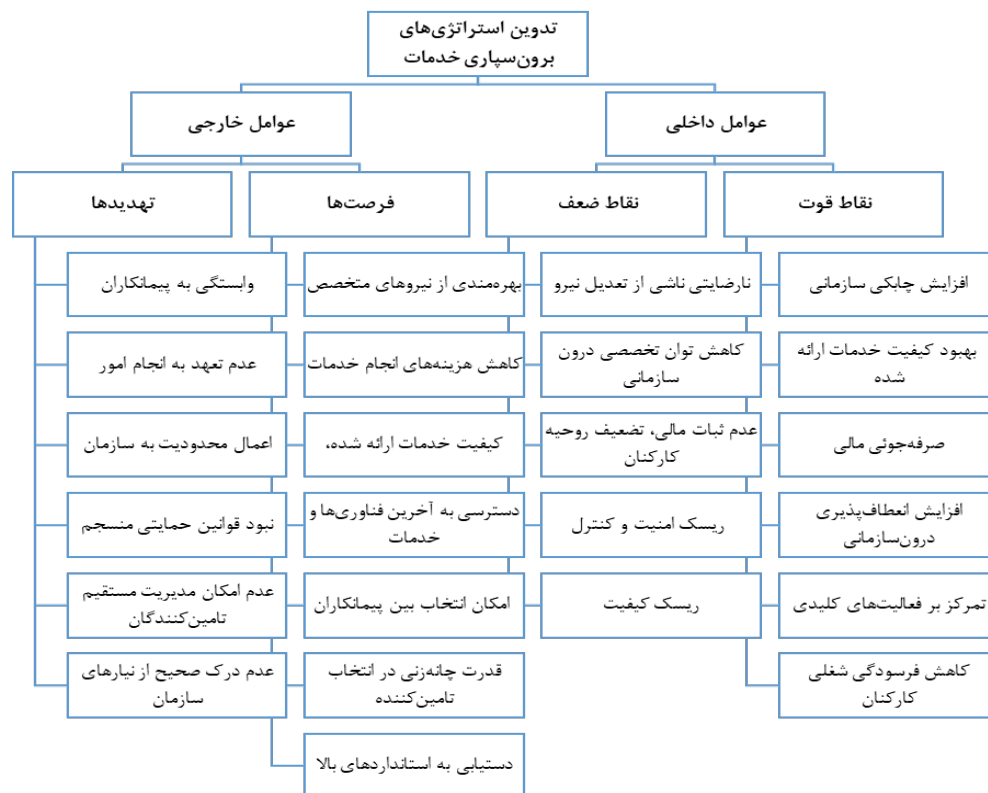 تدوین استراتژی‌های
برون‌سپاری خدمات
عوامل داخلی
عوامل خارجی
نقاط قوت
نقاط ضعف
فرصت‌ها
تهدیدها
افزایش چابکی سازمانی
بهبود کیفیت خدمات ارائه
شده
صرفه‌جوئی مالی
افزایش انعطاف‌پذیری
درون‌سازمانی
تمرکز بر فعالیت‌های کلیدی
کاهش فرسودگی شغلی
کارکنان
نارضایتی ناشی از تعدیل نیرو
کاهش توان تخصصی درون
سازمانی
عدم ثبات مالی، تضعیف روحیه
کارکنان
ریسک امنیت و کنترل
ریسک کیفیت
بهره‌مندی از نیروهای متخصص
کاهش هزینه‌های انجام خدمات
کیفیت خدمات ارائه شده،
دسترسی به آخرین فناوری‌ها و
خدمات
امکان انتخاب بین پیمانکاران
قدرت چانه‌زنی در انتخاب
تامین‌کننده
دستیابی به استانداردهای بالا
وابستگی به پیمانکاران
عدم تعهد به انجام امور
اعمال محدودیت به سازمان
نبود قوانین حمایتی منسجم
عدم امکان مدیریت مستقیم
تامین‌کنندگان
عدم درک صحیح از نیارهای
سازمان